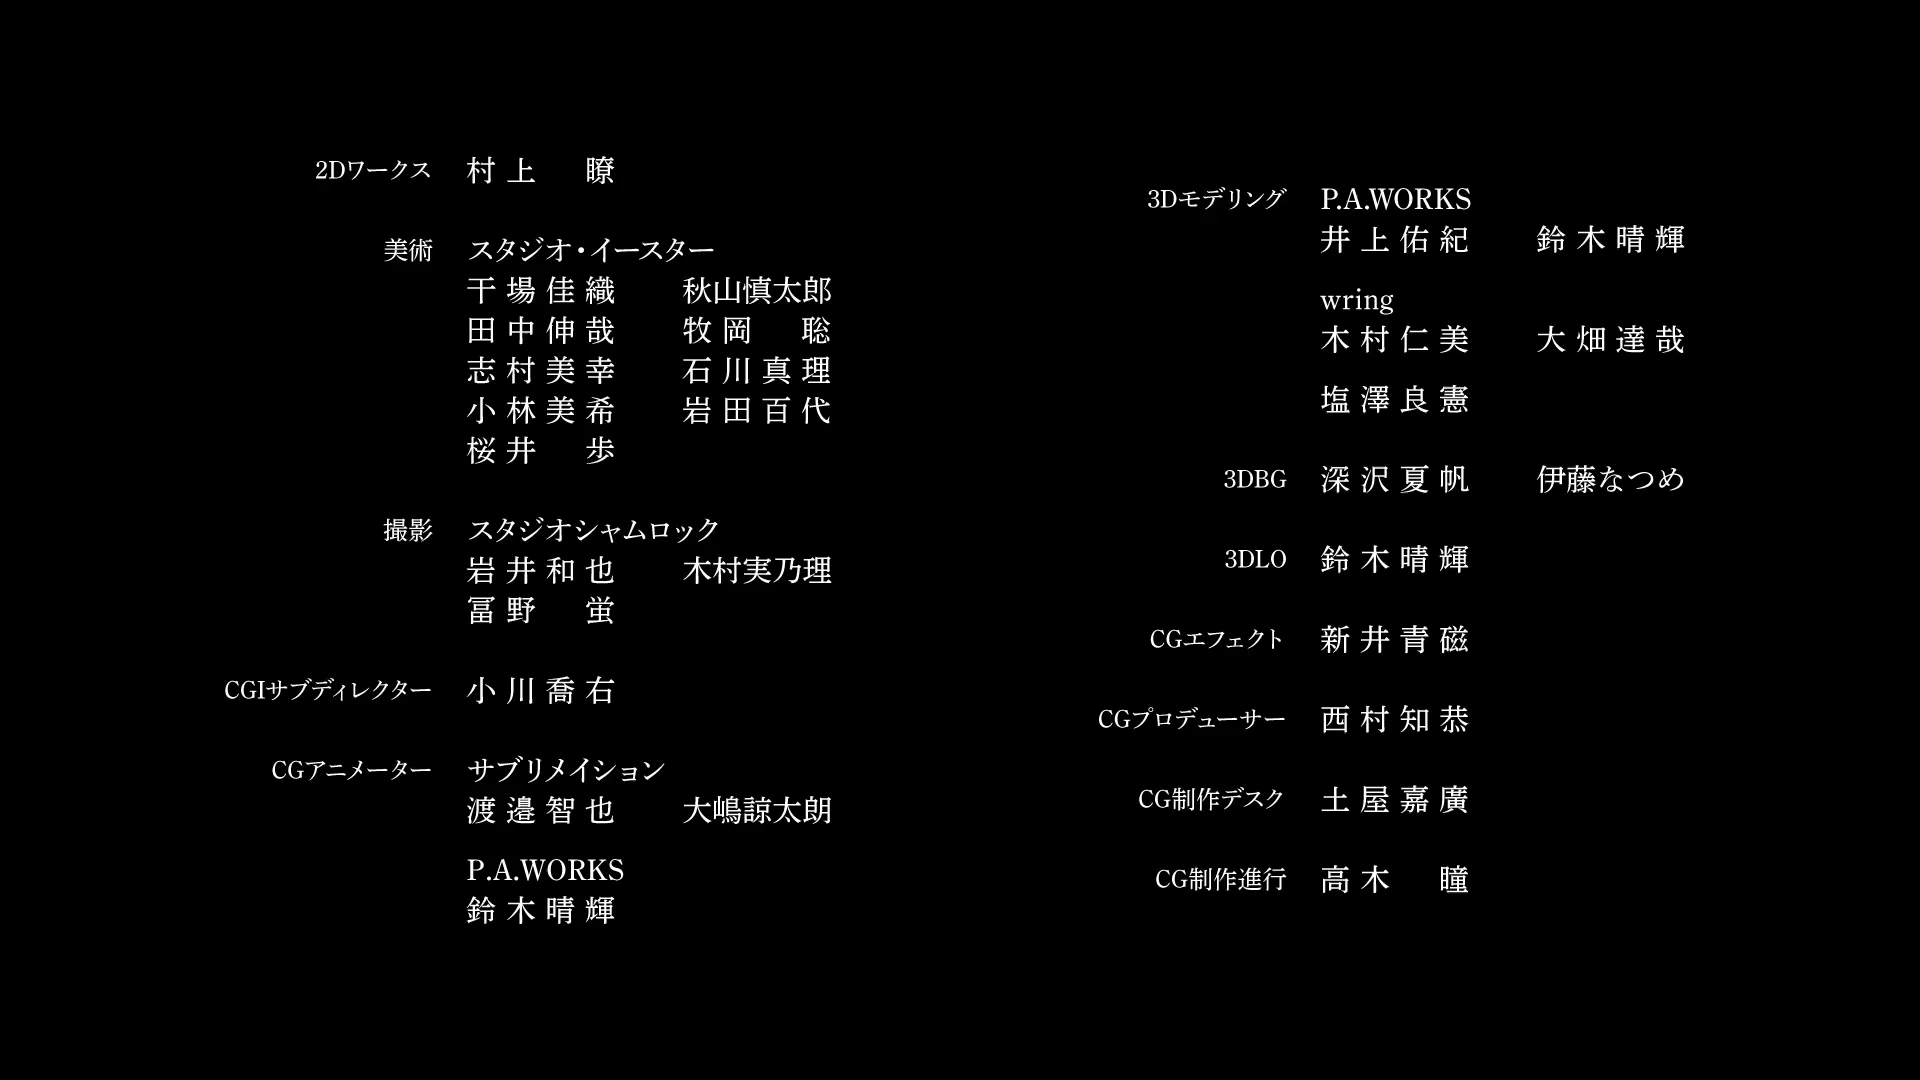 2Dワークス 村上 瞭
美術 スタジオ・イースター
干場佳織 秋山慎太郎
田中伸哉 牧岡 聡
志村美幸 石川真理
小林美希 岩田百代
桜井 歩
撮影 スタジオシャムロック
岩井和也 木村実乃理
冨野 蛍
CGIサブディレクター 小川喬右
CGアニメーター サブリメイション
渡邉智也 大嶋諒太朗
P.A.WORKS
鈴木晴輝
3Dモデリング P.A.WORKS
井上佑紀 鈴木晴輝
wring
木村仁美 大畑達哉
塩澤良憲
3DBG 深沢夏帆 伊藤なつめ
3DLO 鈴木晴輝
CGエフェクト 新井青磁
CGプロデューサー 西村知恭
CG制作デスク 土屋嘉廣
CG制作進行 高木 瞳